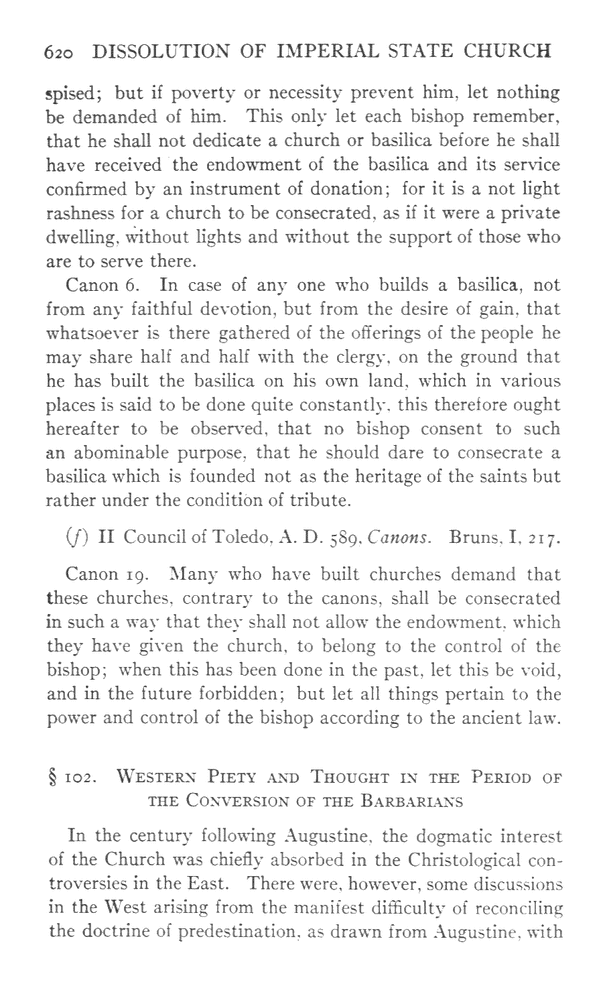 620 DISSOLUTION OF IMPERIAL STATE CHURCH
spised; but if poverty or necessity prevent him, let nothing
be demanded of him. This only let each bishop remember,
that he shall not dedicate a church or basilica before he shall
have received the endowment of the basilica and its service
confirmed by an instrument of donation; for it is a not light
rashness for a church to be consecrated, as if it were a private
dwelling, without lights and without the support of those who
are to serve there.
Canon 6. In case of any one who builds a basilica, not
from any faithful devotion, but from the desire of gain, that
whatsoever is there gathered of the offerings of the people he
may share half and half with the clergy, on the ground that
he has built the basilica on his own land, which in various
places is said to be done quite constantly, this therefore ought
hereafter to be observed, that no bishop consent to such
an abominable purpose, that he should dare to consecrate a
basilica which is founded not as the heritage of the saints but
rather under the condition of tribute.
(f) II Council of Toledo, A. D. 589, Canons. Bruns, I, 217.
Canon 19. Many who have built churches demand that
these churches, contrary to the canons, shall be consecrated
in such a way that they shall not allow the endowment, which
they have given the church, to belong to the control of the
bishop; when this has been done in the past, let this be void,
and in the future forbidden; but let all things pertain to the
power and control of the bishop according to the ancient law.
§ 102. Western Piety and Thought in the Period of
the Conversion of the Barbarians
In the century following Augustine, the dogmatic interest
of the Church was chiefly absorbed in the Christological con-
troversies in the East. There were, however, some discussions
in the West arising from the manifest difficulty of reconciling
the doctrine of predestination, as drawn from Augustine, with